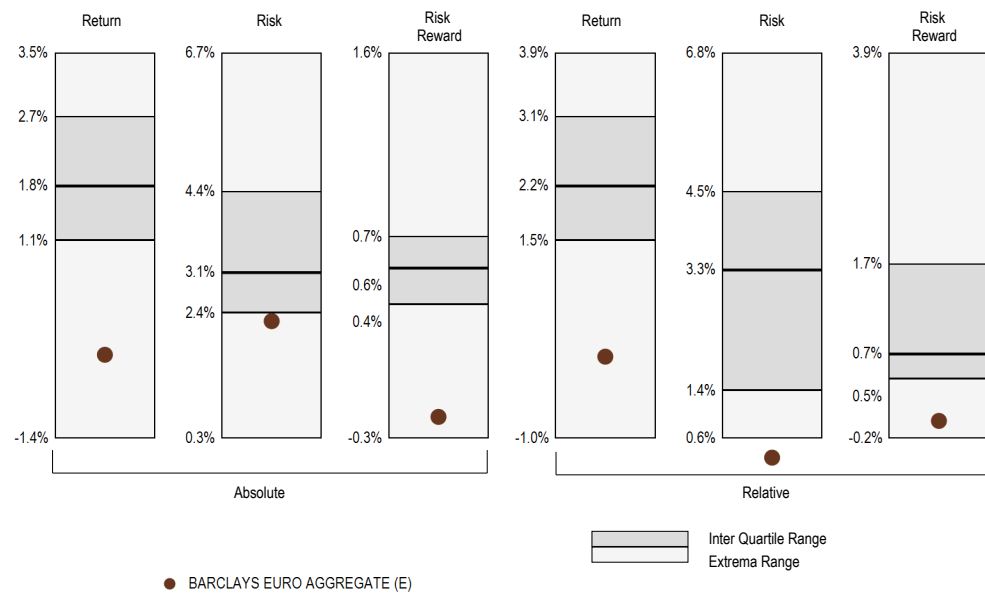 Return
Risk
Risk
Reward
Return
Risk
Risk
Reward
3.5%
2.7%
1.8%
1.1%
-1.4%
6.7%
4.4%
3.1%
2.4%
0.3%
1.6%
0.7%
0.6%
0.4%
-0.3%
3.9%
3.1%
2.2%
1.5%
-1.0%
6.8%
4.5%
3.3%
1.4%
0.6%
3.9%
1.7%
0.7%
0.5%
-0.2%
Absolute
Relative
Inter Quartile Range
Extrema Range
BARCLAYS EURO AGGREGATE (E)